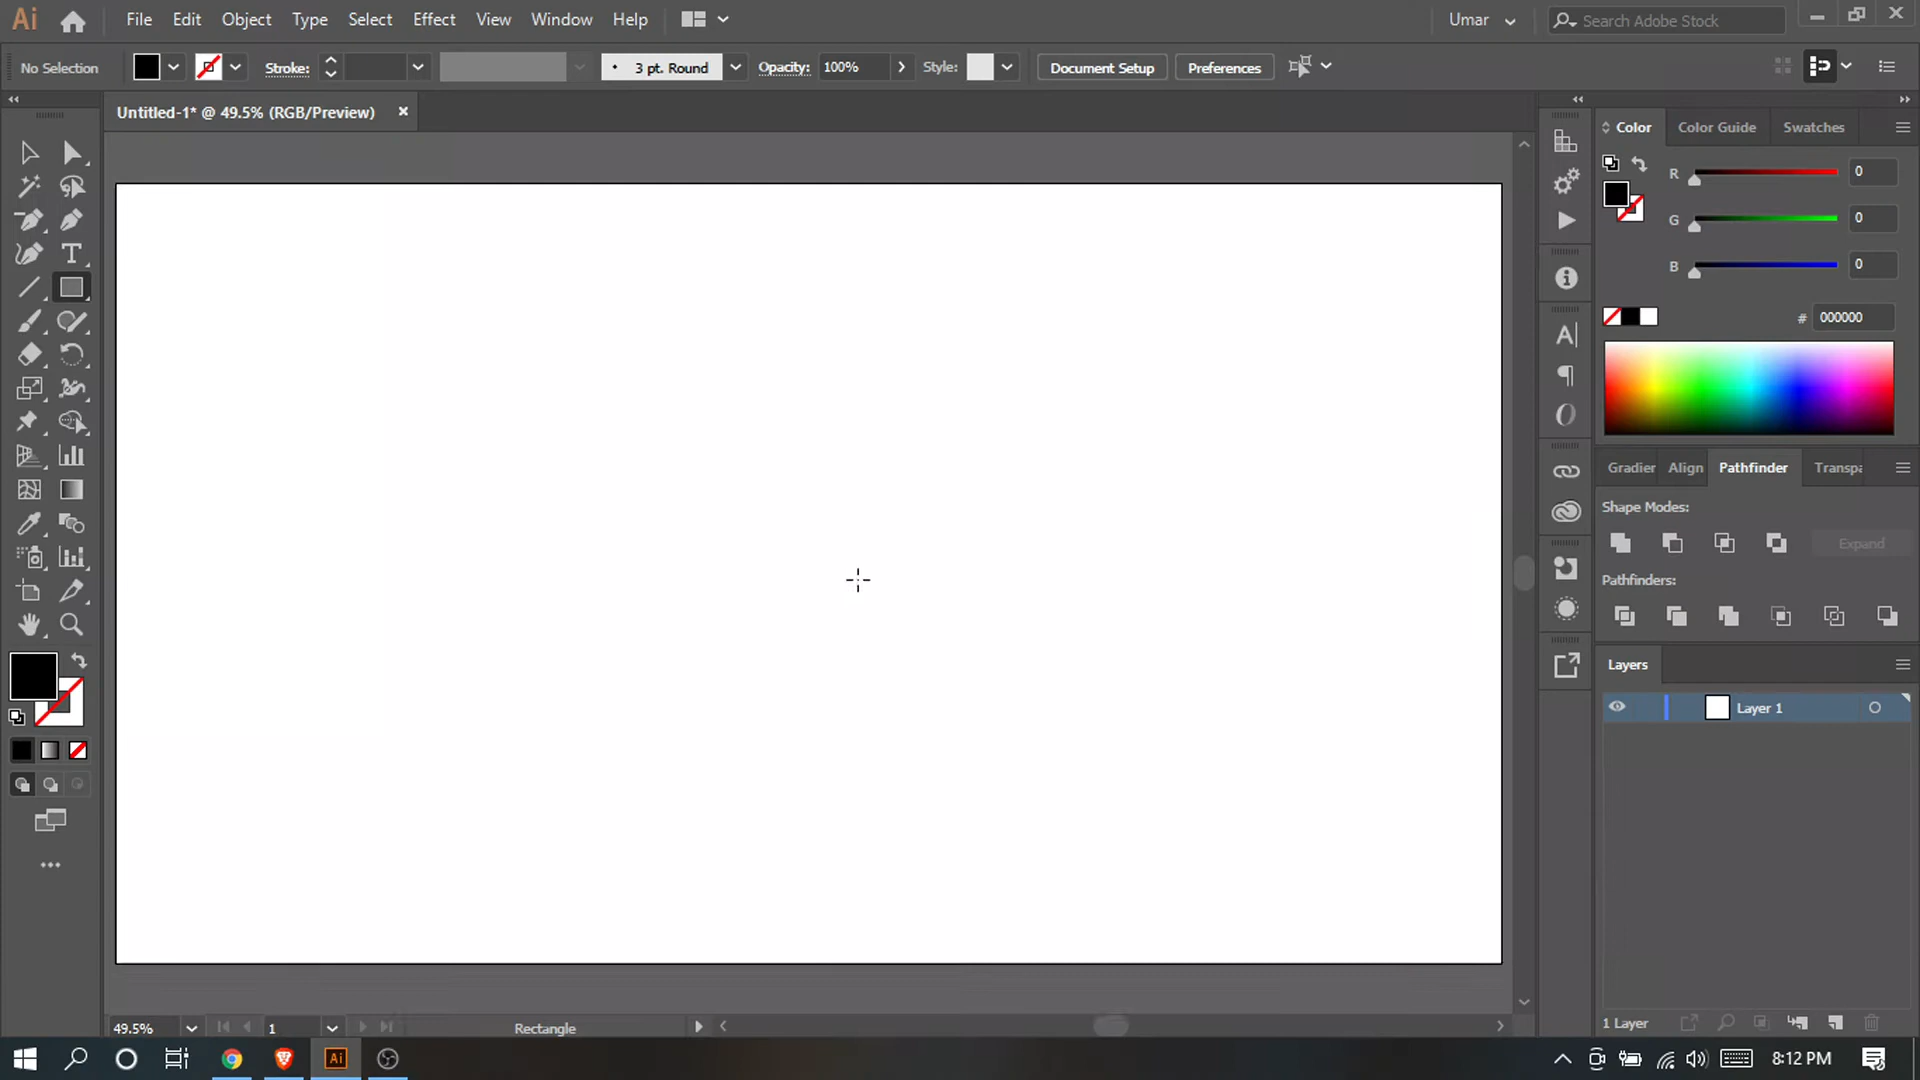 Ai File Edit Object Type Select Effect View Window Help Umar Search Adobe Stock
No Selection Stroke: 3 pt. Round Opacity: 100% Style: Document Setup Preferences
Untitled-1* @ 49.5% (RGB/Preview)
Color Color Guide Swatches
R 0
G 0
B 0
# 000000
Gradier Align Pathfinder Transpa
Shape Modes:
Expand
Pathfinders:
Layers
Layer 1
1 Layer
49.5% 1 Rectangle
Ai 8:12 PM